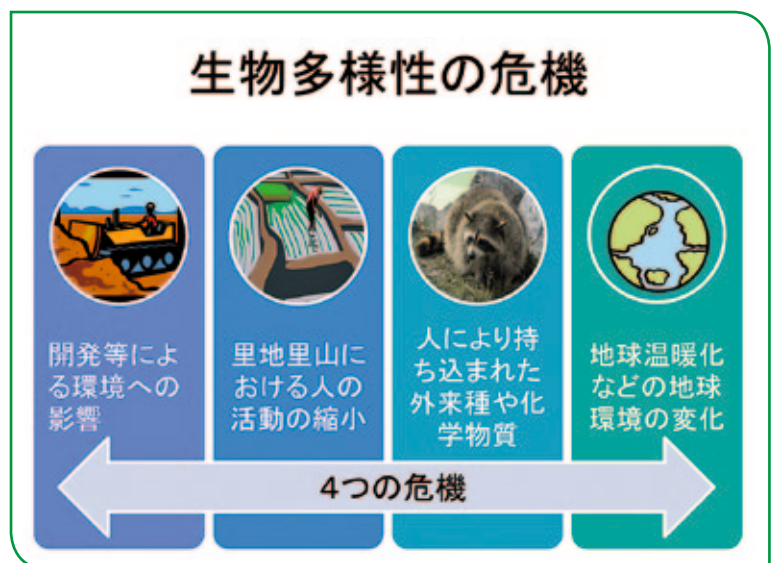 生物多様性の危機
開発等によ
る環境への
影響
里地里山に
おける人の
活動の縮小
人により持
ち込まれた
外来種や化
学物質
地球温暖化
などの地球
環境の変化
4つの危機